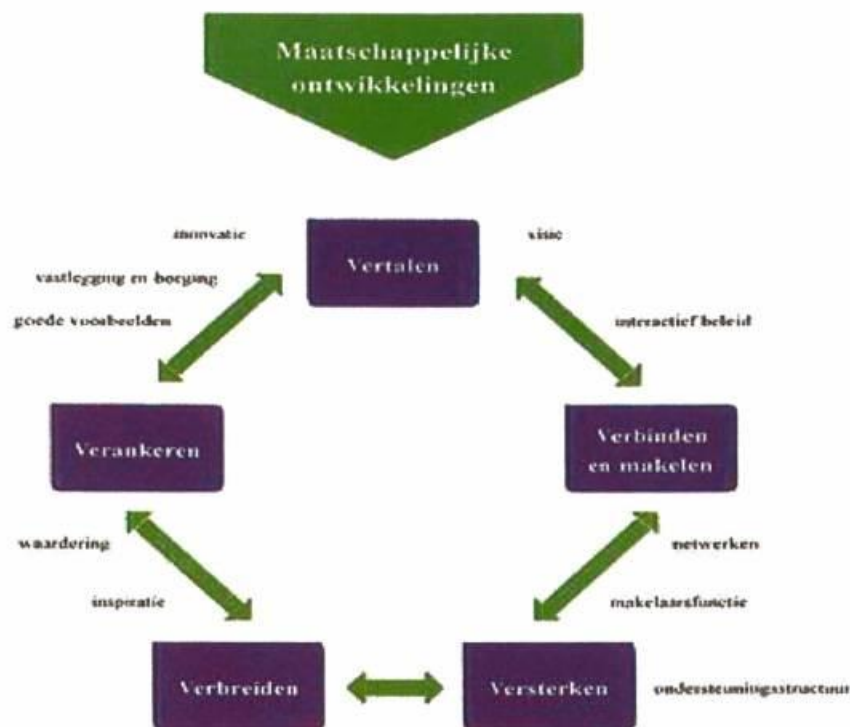 Maatschappelijke
ontwikkelingen
innovatie
Vertalen
visie
vastlegging en borging
goede voorbeelden
interactief beleid
Verankeren
Verbinden
en makelen
waardering
netwerken
inspiratie
makelaarsfunctie
Verbreiden
Versterken
ondersteuningsstructuur